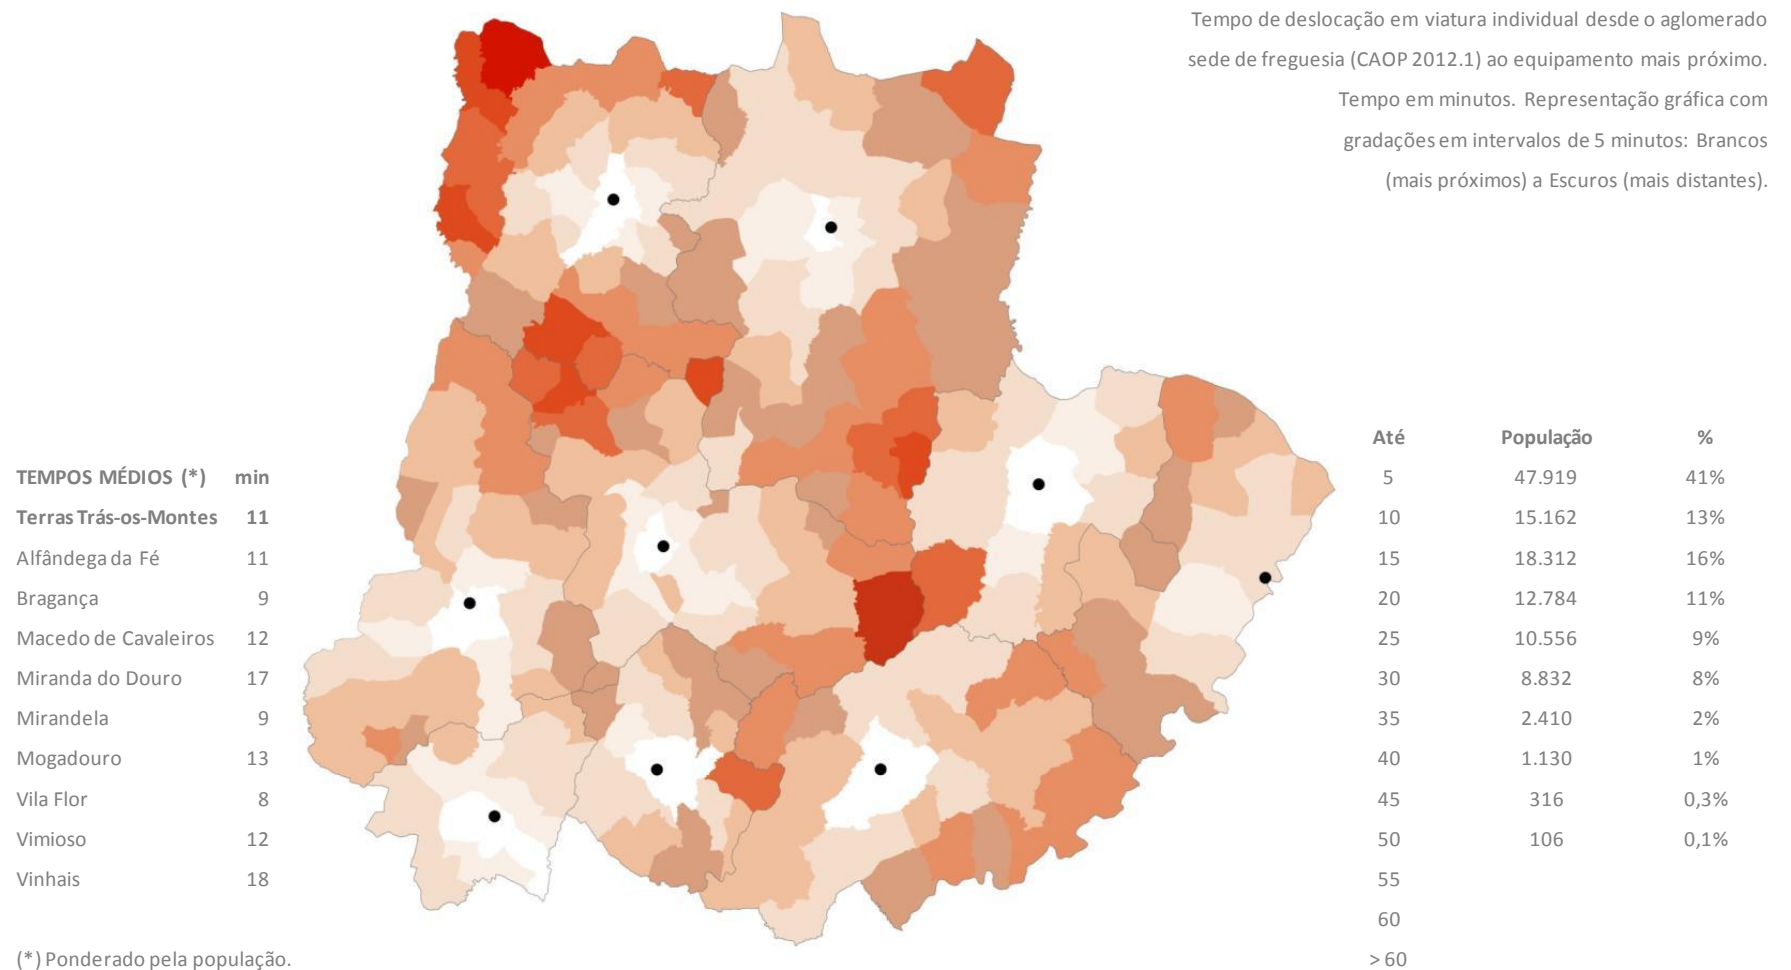 Tempo de deslocação em viatura individual desde o aglomerado
sede de freguesia (CAOP 2012.1) ao equipamento mais próximo.
Tempo em minutos. Representação gráfica com
gradações em intervalos de 5 minutos: Brancos
(mais próximos) a Escuros (mais distantes).
TEMPOS MÉDIOS (*) min
Terras Trás-os-Montes 11
Alfândega da Fé 11
Bragança 9
Macedo de Cavaleiros 12
Miranda do Douro 17
Mirandela 9
Mogadouro 13
Vila Flor 8
Vimioso 12
Vinhais 18
(*) Ponderado pela população.
Até População %
5 47.919 41%
10 15.162 13%
15 18.312 16%
20 12.784 11%
25 10.556 9%
30 8.832 8%
35 2.410 2%
40 1.130 1%
45 316 0,3%
50 106 0,1%
55
60
> 60